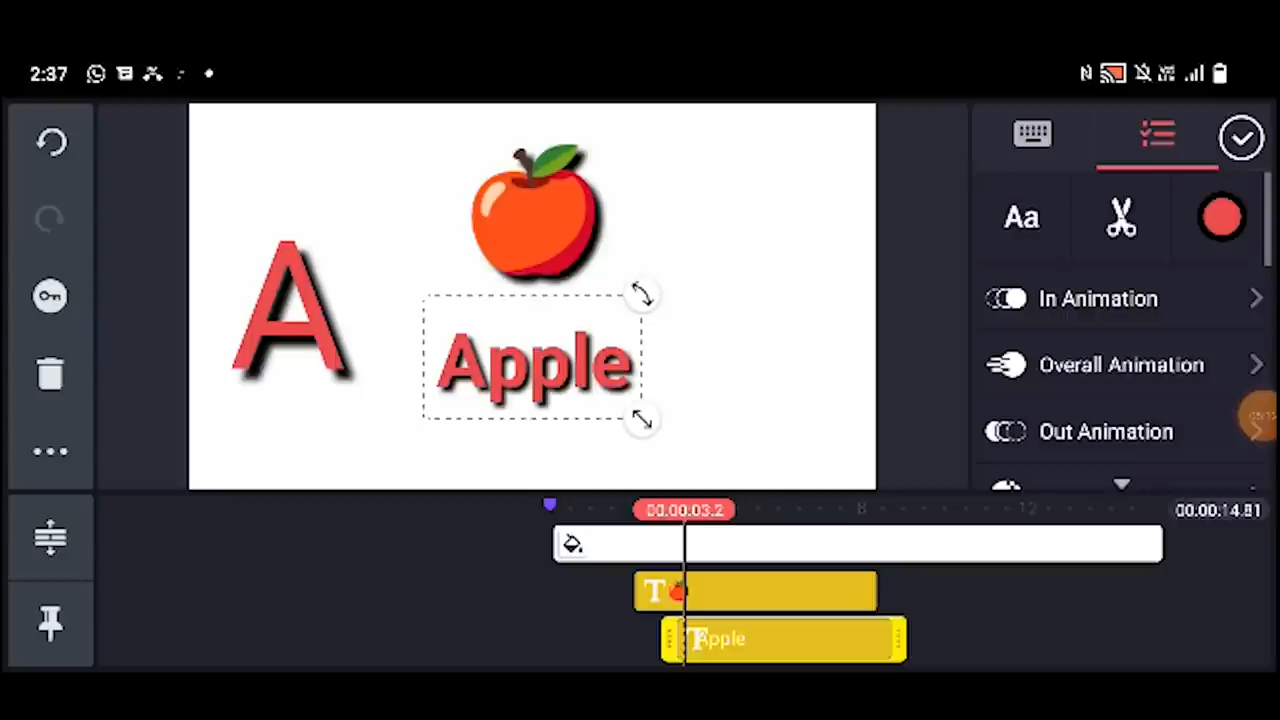 2:37
A
Apple
Aa
In Animation
Overall Animation
Out Animation
00:00:03.2
8
12
00:00:14.81
T
T Apple